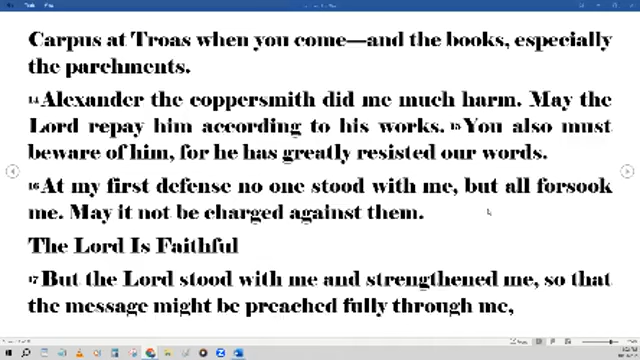 Carpus at Troas when you come—and the books, especially
the parchments.
14 Alexander the coppersmith did me much harm. May the
Lord repay him according to his works. 15 You also must
beware of him, for he has greatly resisted our words.
16 At my first defense no one stood with me, but all forsook
me. May it not be charged against them.
The Lord Is Faithful
17 But the Lord stood with me and strengthened me, so that
the message might be preached fully through me,